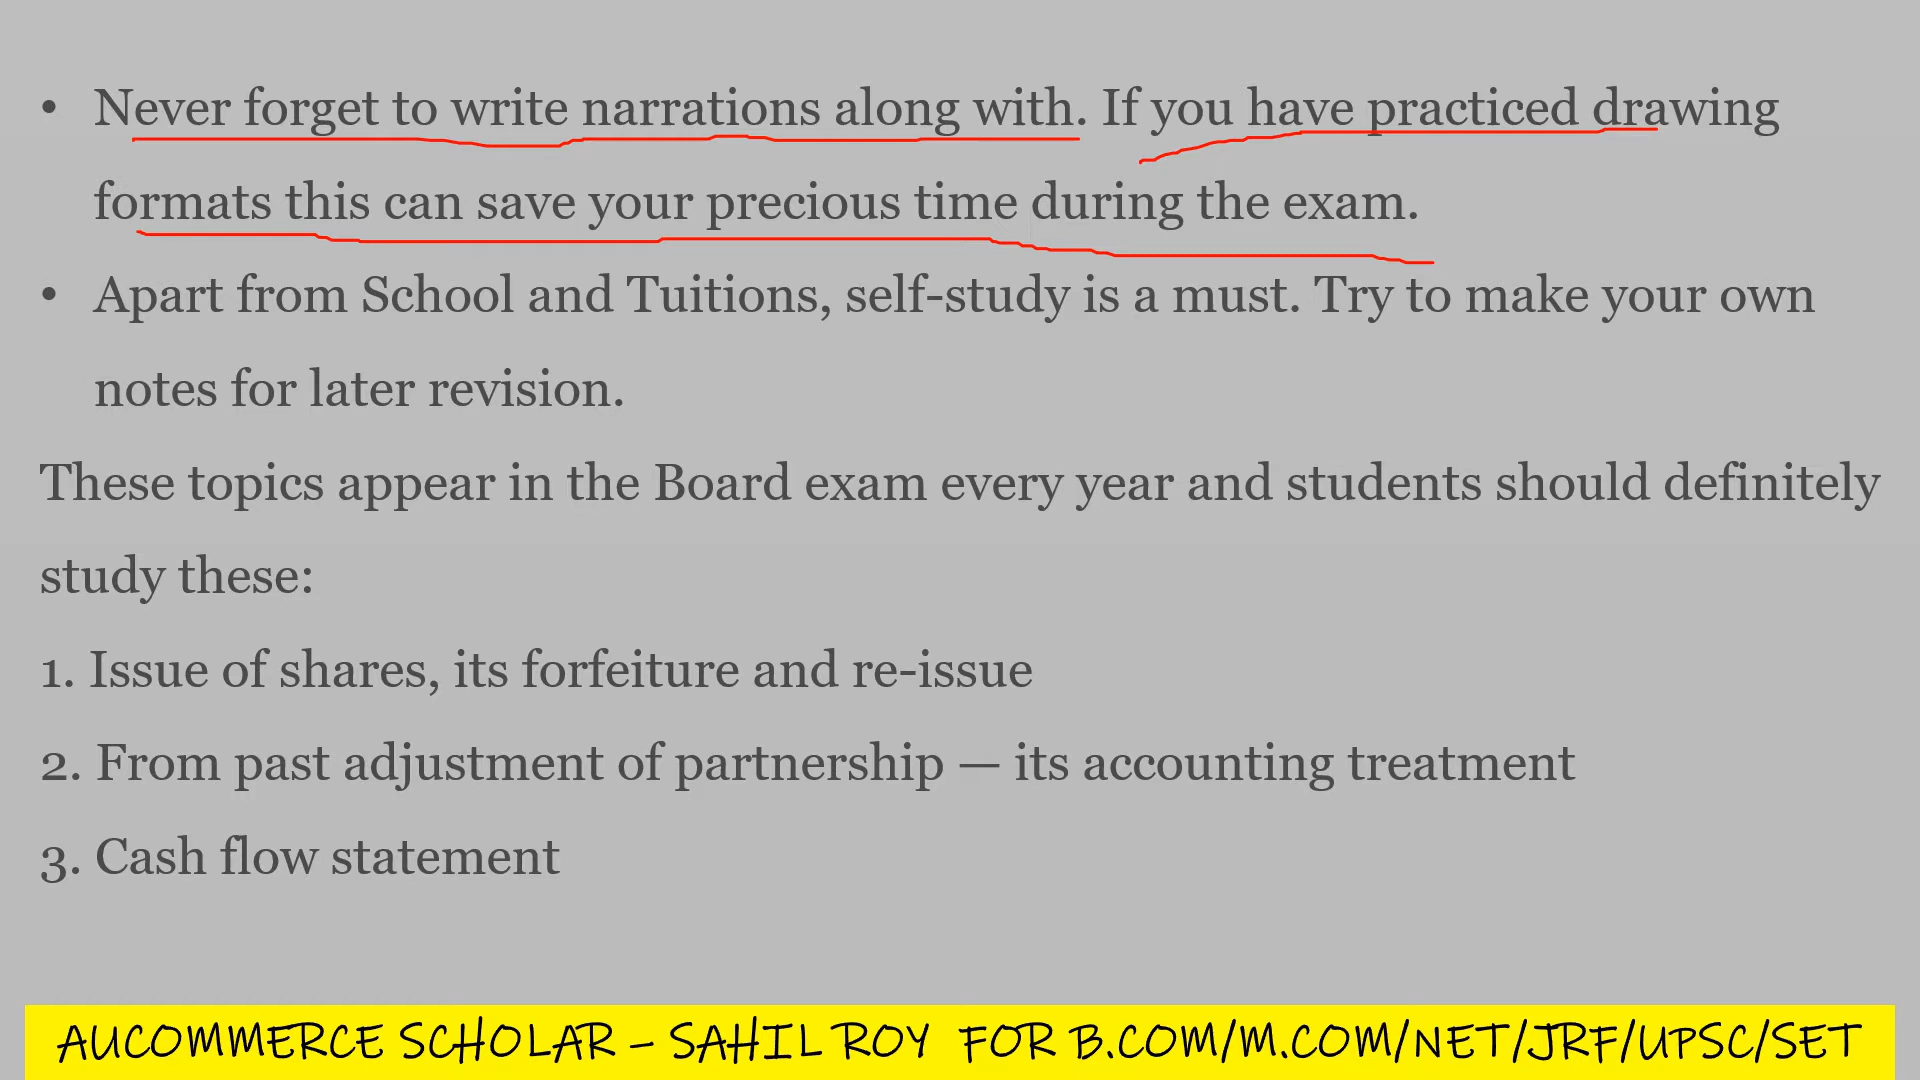 • Never forget to write narrations along with. If you have practiced drawing
formats this can save your precious time during the exam.
• Apart from School and Tuitions, self-study is a must. Try to make your own
notes for later revision.
These topics appear in the Board exam every year and students should definitely
study these:
1. Issue of shares, its forfeiture and re-issue
2. From past adjustment of partnership — its accounting treatment
3. Cash flow statement
AUCOMMERCE SCHOLAR – SAHIL ROY FOR B.COM/M.COM/NET/JRF/UPSC/SET